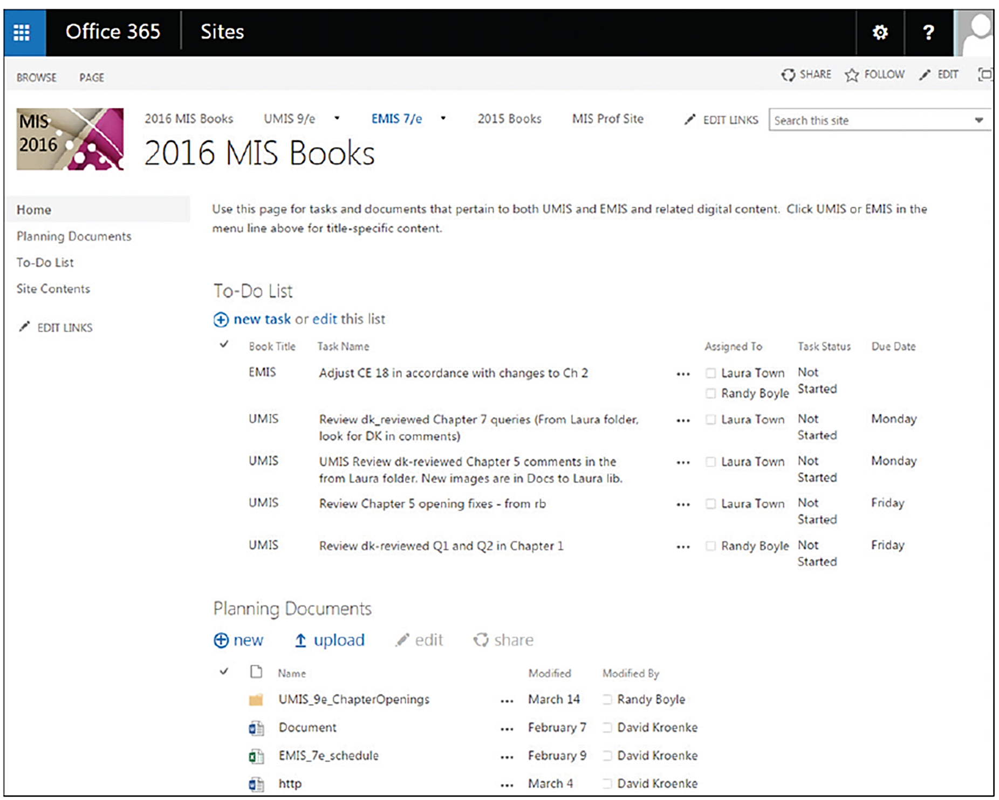 Office 365 Sites ?
BROWSE PAGE SHARE FOLLOW EDIT
MIS
2016
2016 MIS Books UMIS 9/e EMIS 7/e 2015 Books MIS Prof Site EDIT LINKS Search this site
2016 MIS Books
Home
Planning Documents
To-Do List
Site Contents
EDIT LINKS
Use this page for tasks and documents that pertain to both UMIS and EMIS and related digital content. Click UMIS or EMIS in the
menu line above for title-specific content.
To-Do List
new task or edit this list
Book Title Task Name Assigned To Task Status Due Date
EMIS Adjust CE 18 in accordance with changes to Ch 2 ... Laura Town Not
Randy Boyle Started
UMIS Review dk_reviewed Chapter 7 queries (From Laura folder, ... Laura Town Not Monday
look for DK in comments) Started
UMIS UMIS Review dk-reviewed Chapter 5 comments in the ... Laura Town Not Monday
from Laura folder. New images are in Docs to Laura lib. Started
UMIS Review Chapter 5 opening fixes - from rb ... Laura Town Not Friday
Started
UMIS Review dk-reviewed Q1 and Q2 in Chapter 1 ... Randy Boyle Not Friday
Started
Planning Documents
new upload edit share
Name Modified Modified By
UMIS_9e_ChapterOpenings ... March 14 Randy Boyle
Document ... February 7 David Kroenke
EMIS_7e_schedule ... February 9 David Kroenke
http ... March 4 David Kroenke